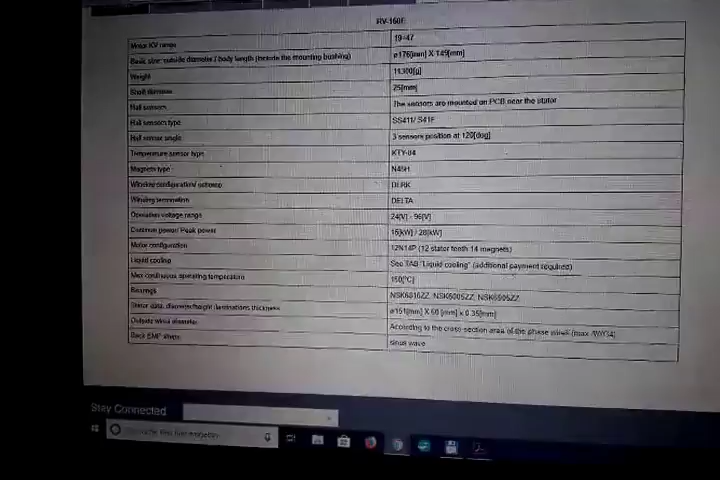 RV-160E
Motor KV range 19~47
Basic size: outside diameter / body length (include the mounting bushing) ø176[mm] X 149[mm]
Weight 11300[g]
Shaft diameter 25[mm]
Hall sensors The sensors are mounted on PCB near the stator
Hall sensors type SS411/ S41F
Hall sensor angle 3 sensors position at 120[deg]
Temperature sensor type KTY-84
Magnets type N45H
Winding configuration/ scheme DLRK
Winding termination DELTA
Operation voltage range 24[V] - 96[V]
Continue power/ Peak power 15[kW] / 28[kW]
Motor configuration 12N14P (12 stator teeth 14 magnets)
Liquid cooling See TAB "Liquid cooling" (additional payment required)
Max continuous operating temperature 150[°C]
Bearings
Stator data, diameter/height /laminations thickness ø151[mm] X 60 [mm] x 0.35[mm]
Outputs wires diameter According to the cross-section area of the phase wires (max
Back EMF shape sinus wave
Stay Connected